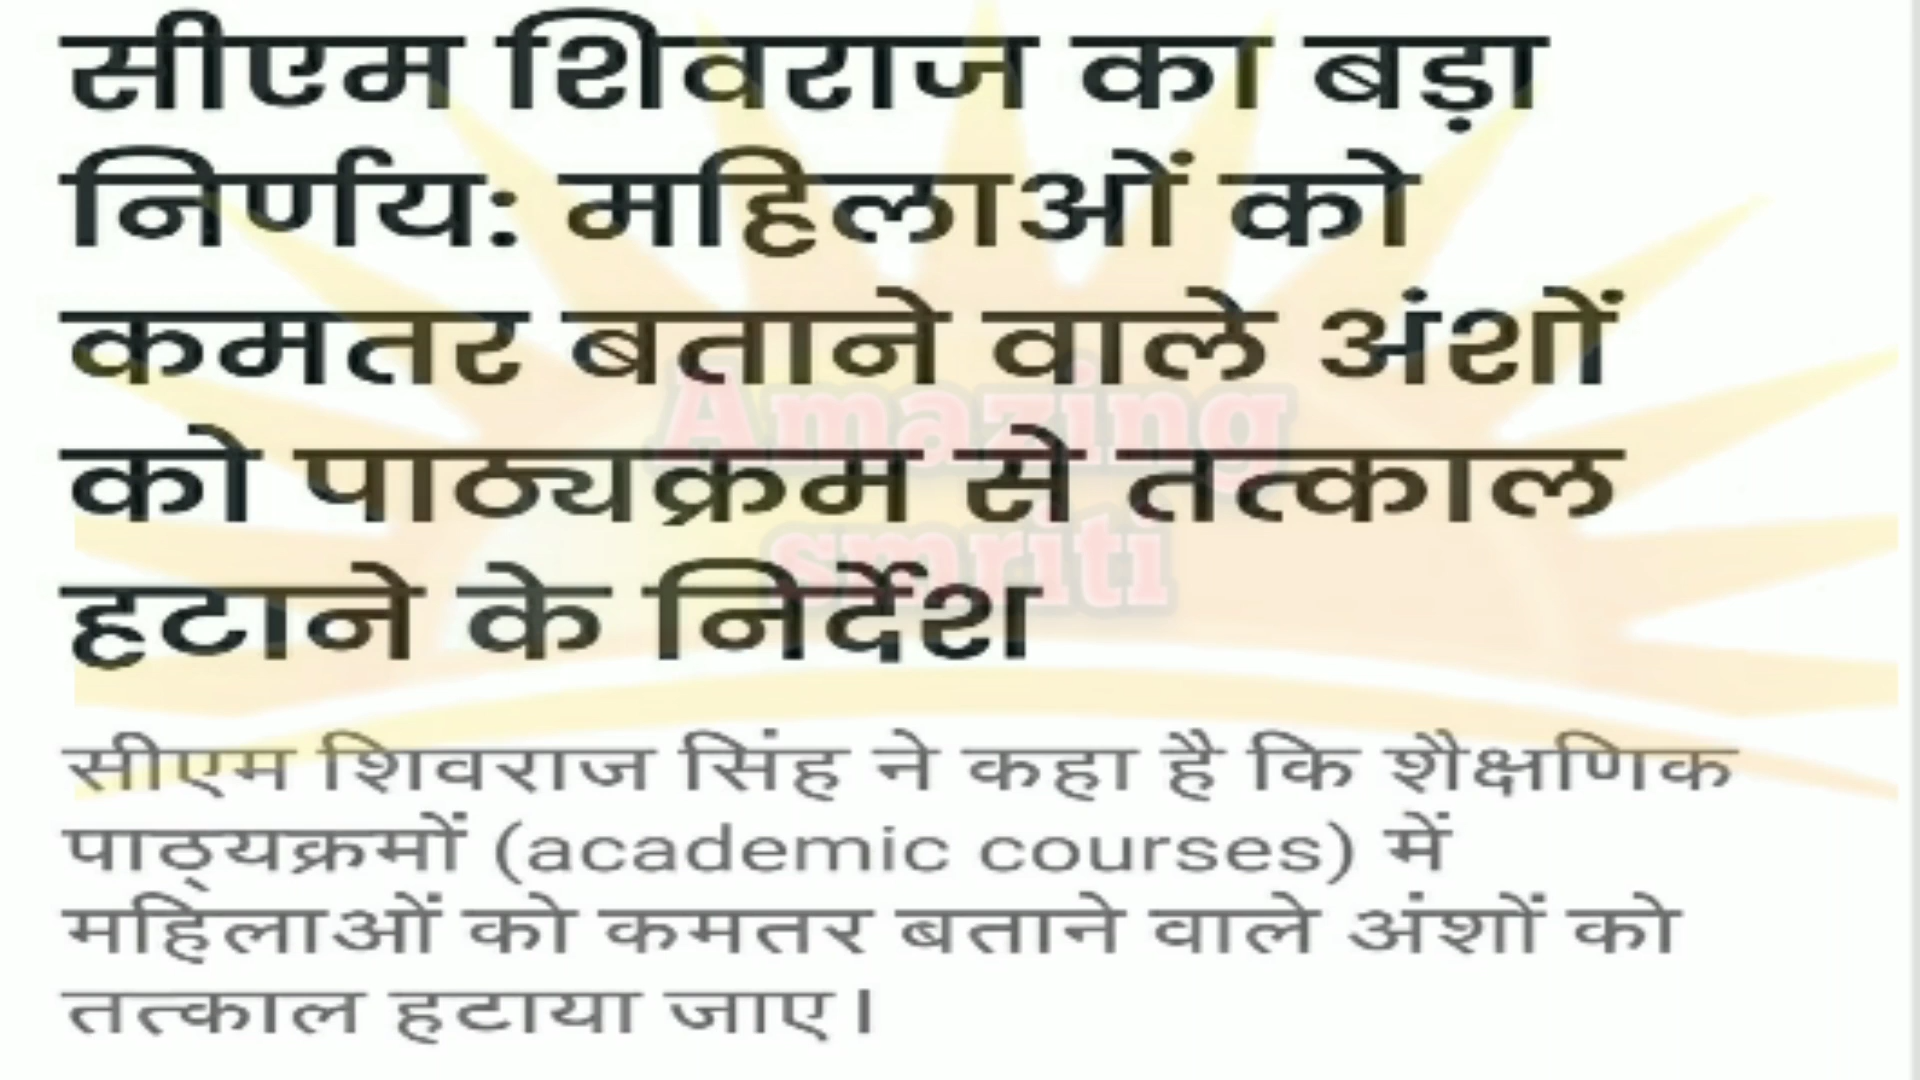 सीएम शिवराज का बड़ा
निर्णय: महिलाओं को
कमतर बताने वाले अंशों
को पाठ्यक्रम से तत्काल
हटाने के निर्देश
Amazing
smriti
सीएम शिवराज सिंह ने कहा है कि शैक्षणिक
पाठ्यक्रमों (academic courses) में
महिलाओं को कमतर बताने वाले अंशों को
तत्काल हटाया जाए।